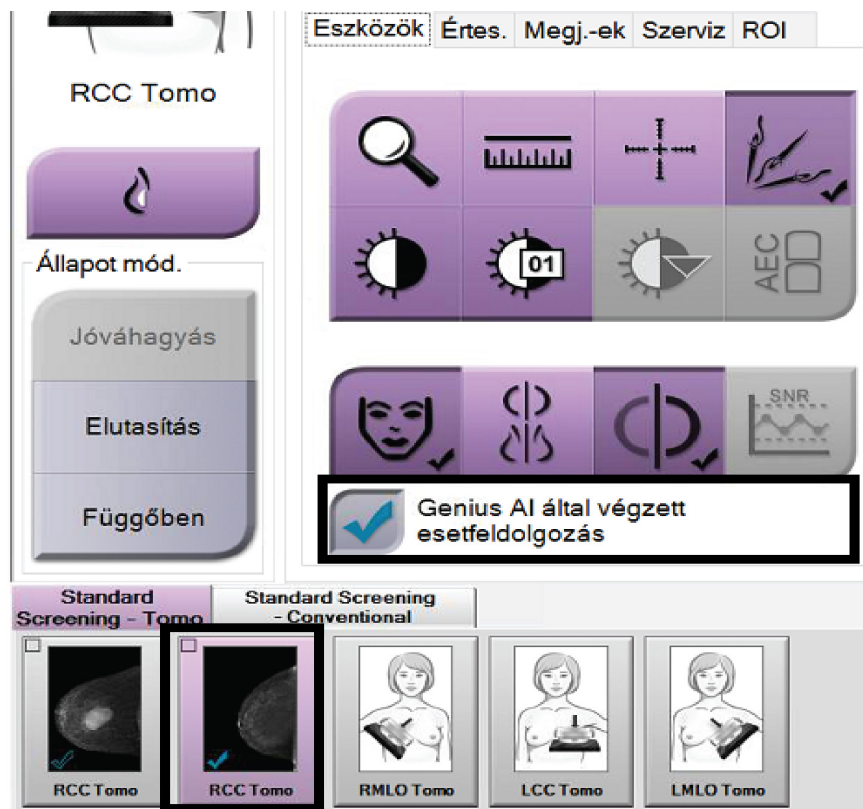 RCC Tomo
Állapot mód.
Jóváhagyás
Elutasítás
Függőben
Eszközök Értes. Megj.-ek Szerviz ROI
01
AEC
SNR
Genius AI által végzett
esetfeldolgozás
Standard
Screening - Tomo
Standard Screening
- Conventional
RCC Tomo
RCC Tomo
RMLO Tomo
LCC Tomo
LMLO Tomo